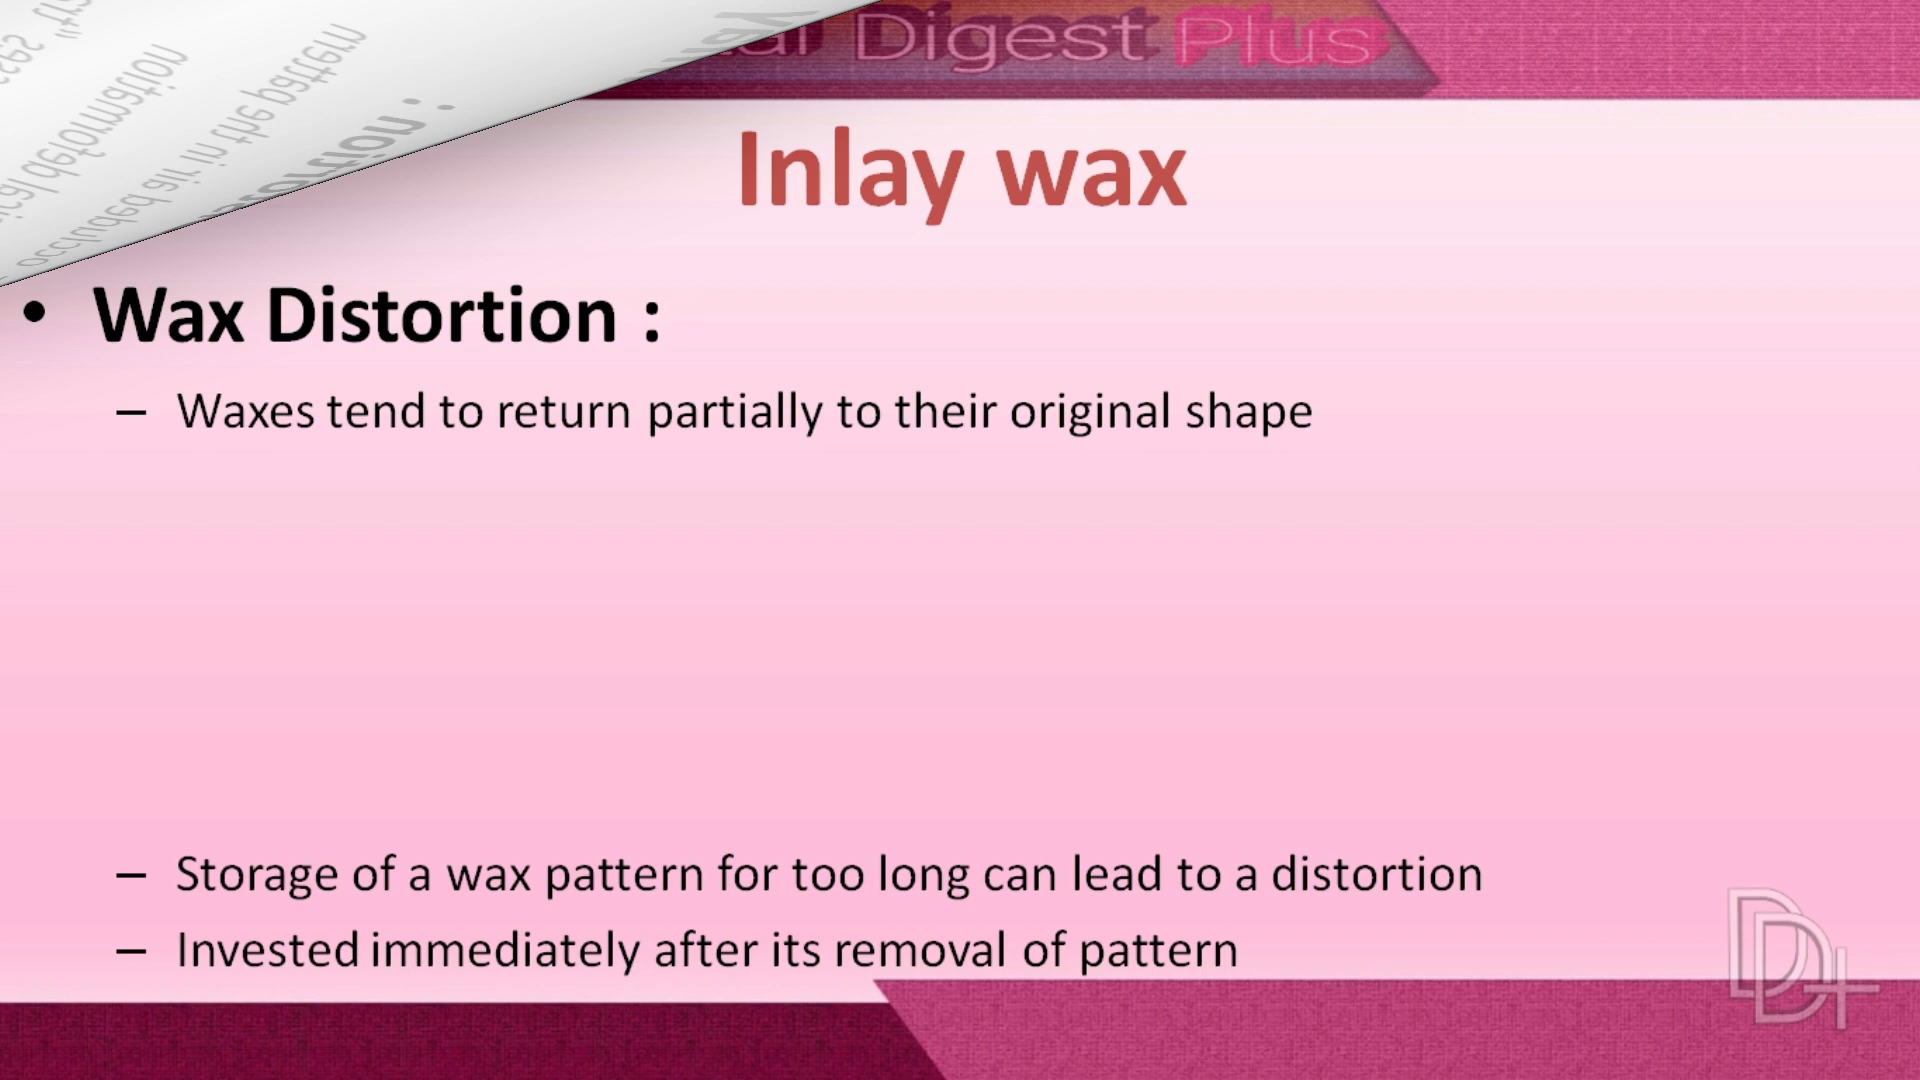 Digest Plus
Inlay wax
• Wax Distortion :
– Waxes tend to return partially to their original shape
– Storage of a wax pattern for too long can lead to a distortion
– Invested immediately after its removal of pattern
DD+